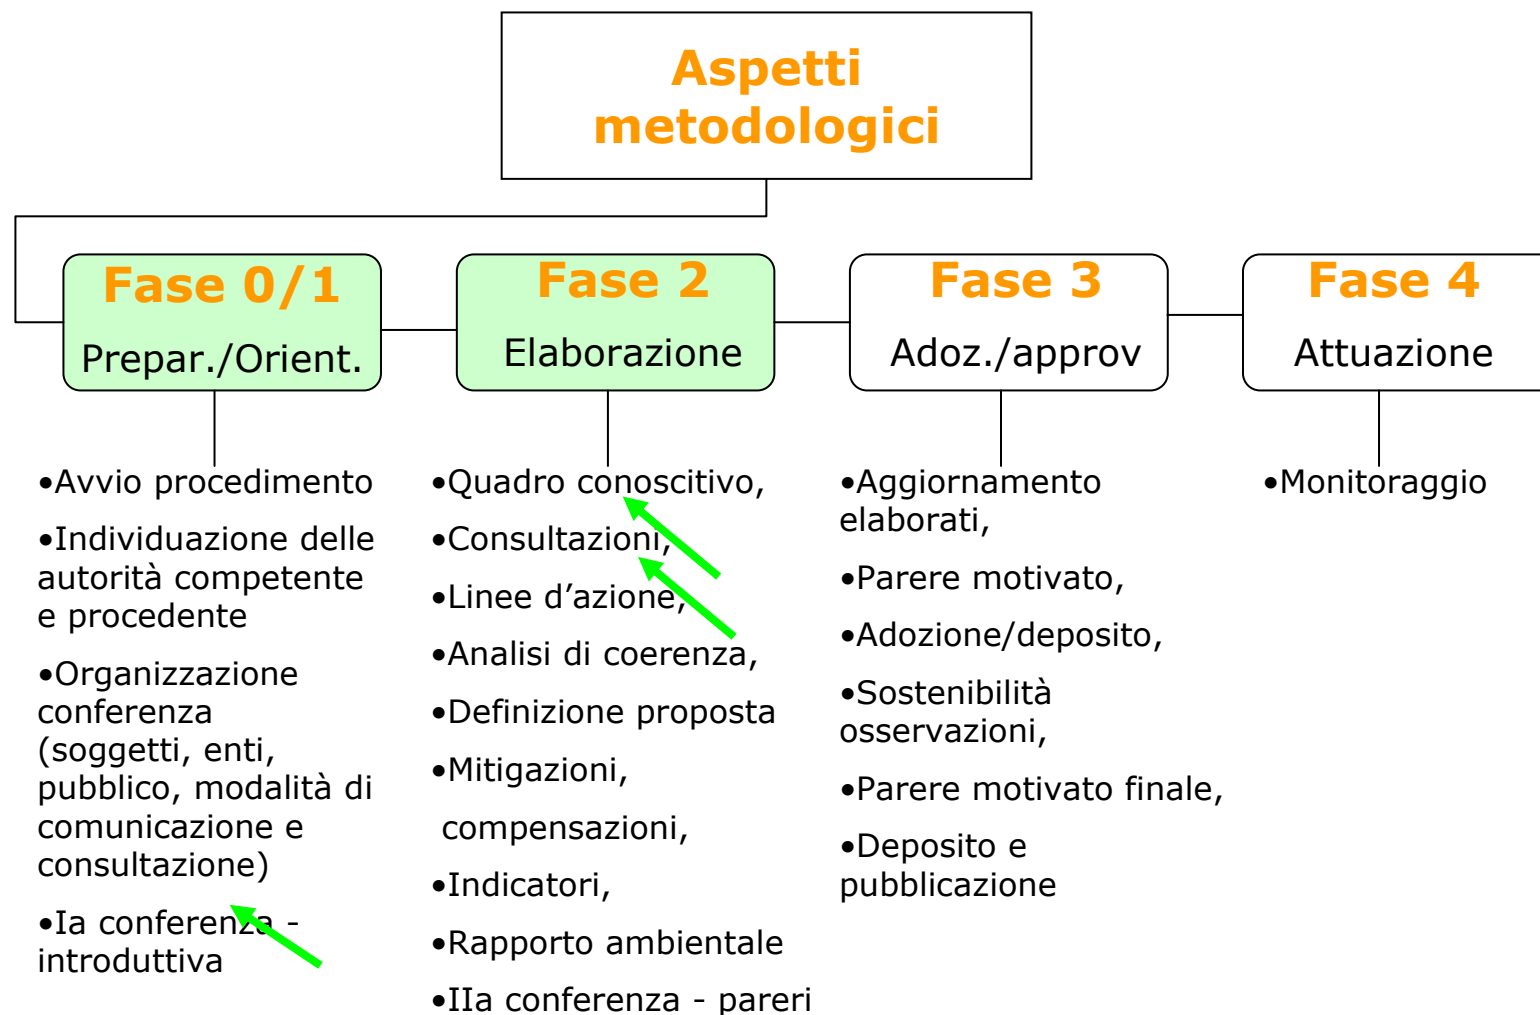 Aspetti
metodologici
Fase 0/1
Prepar./Orient.
•Avvio procedimento
•Individuazione delle
autorità competente
e procedente
•Organizzazione
conferenza
(soggetti, enti,
pubblico, modalità di
comunicazione e
consultazione)
•Ia conferenza -
introduttiva
Fase 2
Elaborazione
•Quadro conoscitivo,
•Consultazioni,
•Linee d’azione,
•Analisi di coerenza,
•Definizione proposta
•Mitigazioni,
compensazioni,
•Indicatori,
•Rapporto ambientale
•IIa conferenza - pareri
Fase 3
Adoz./approv
•Aggiornamento
elaborati,
•Parere motivato,
•Adozione/deposito,
•Sostenibilità
osservazioni,
•Parere motivato finale,
•Deposito e
pubblicazione
Fase 4
Attuazione
•Monitoraggio